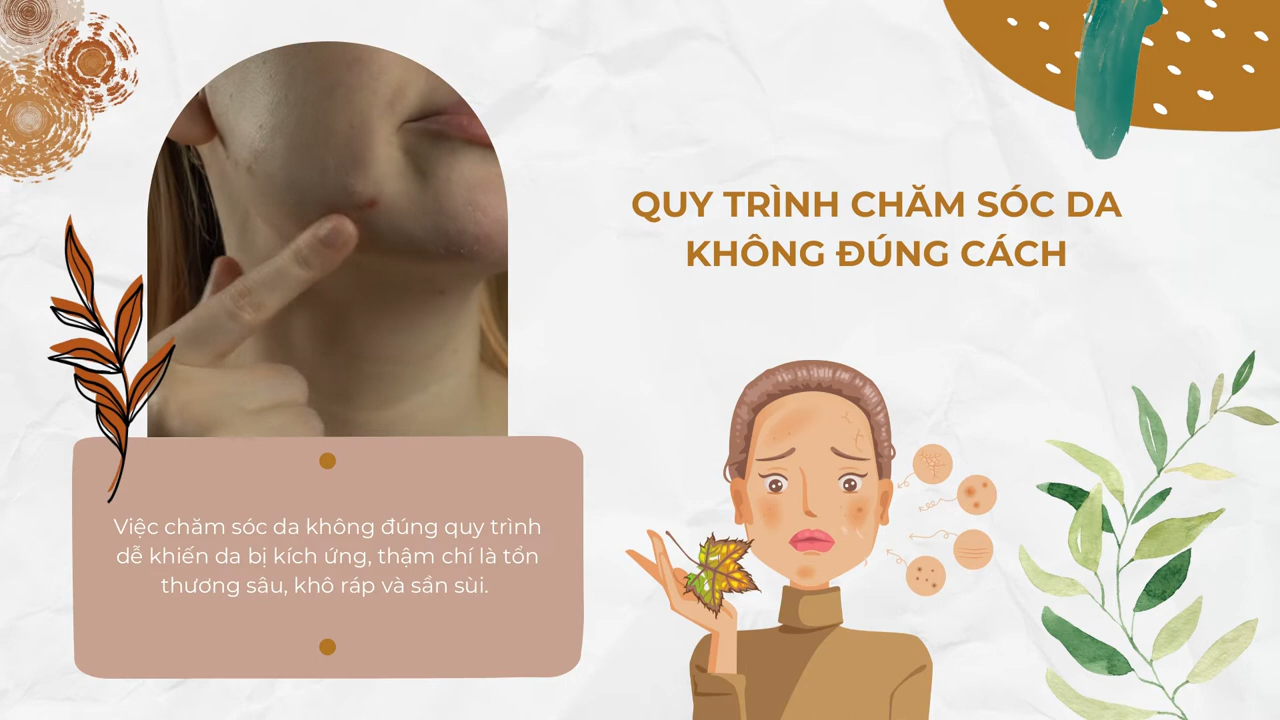 QUY TRÌNH CHĂM SÓC DA
KHÔNG ĐÚNG CÁCH
Việc chăm sóc da không đúng quy trình
dễ khiến da bị kích ứng, thậm chí là tổn
thương sâu, khô ráp và sần sùi.